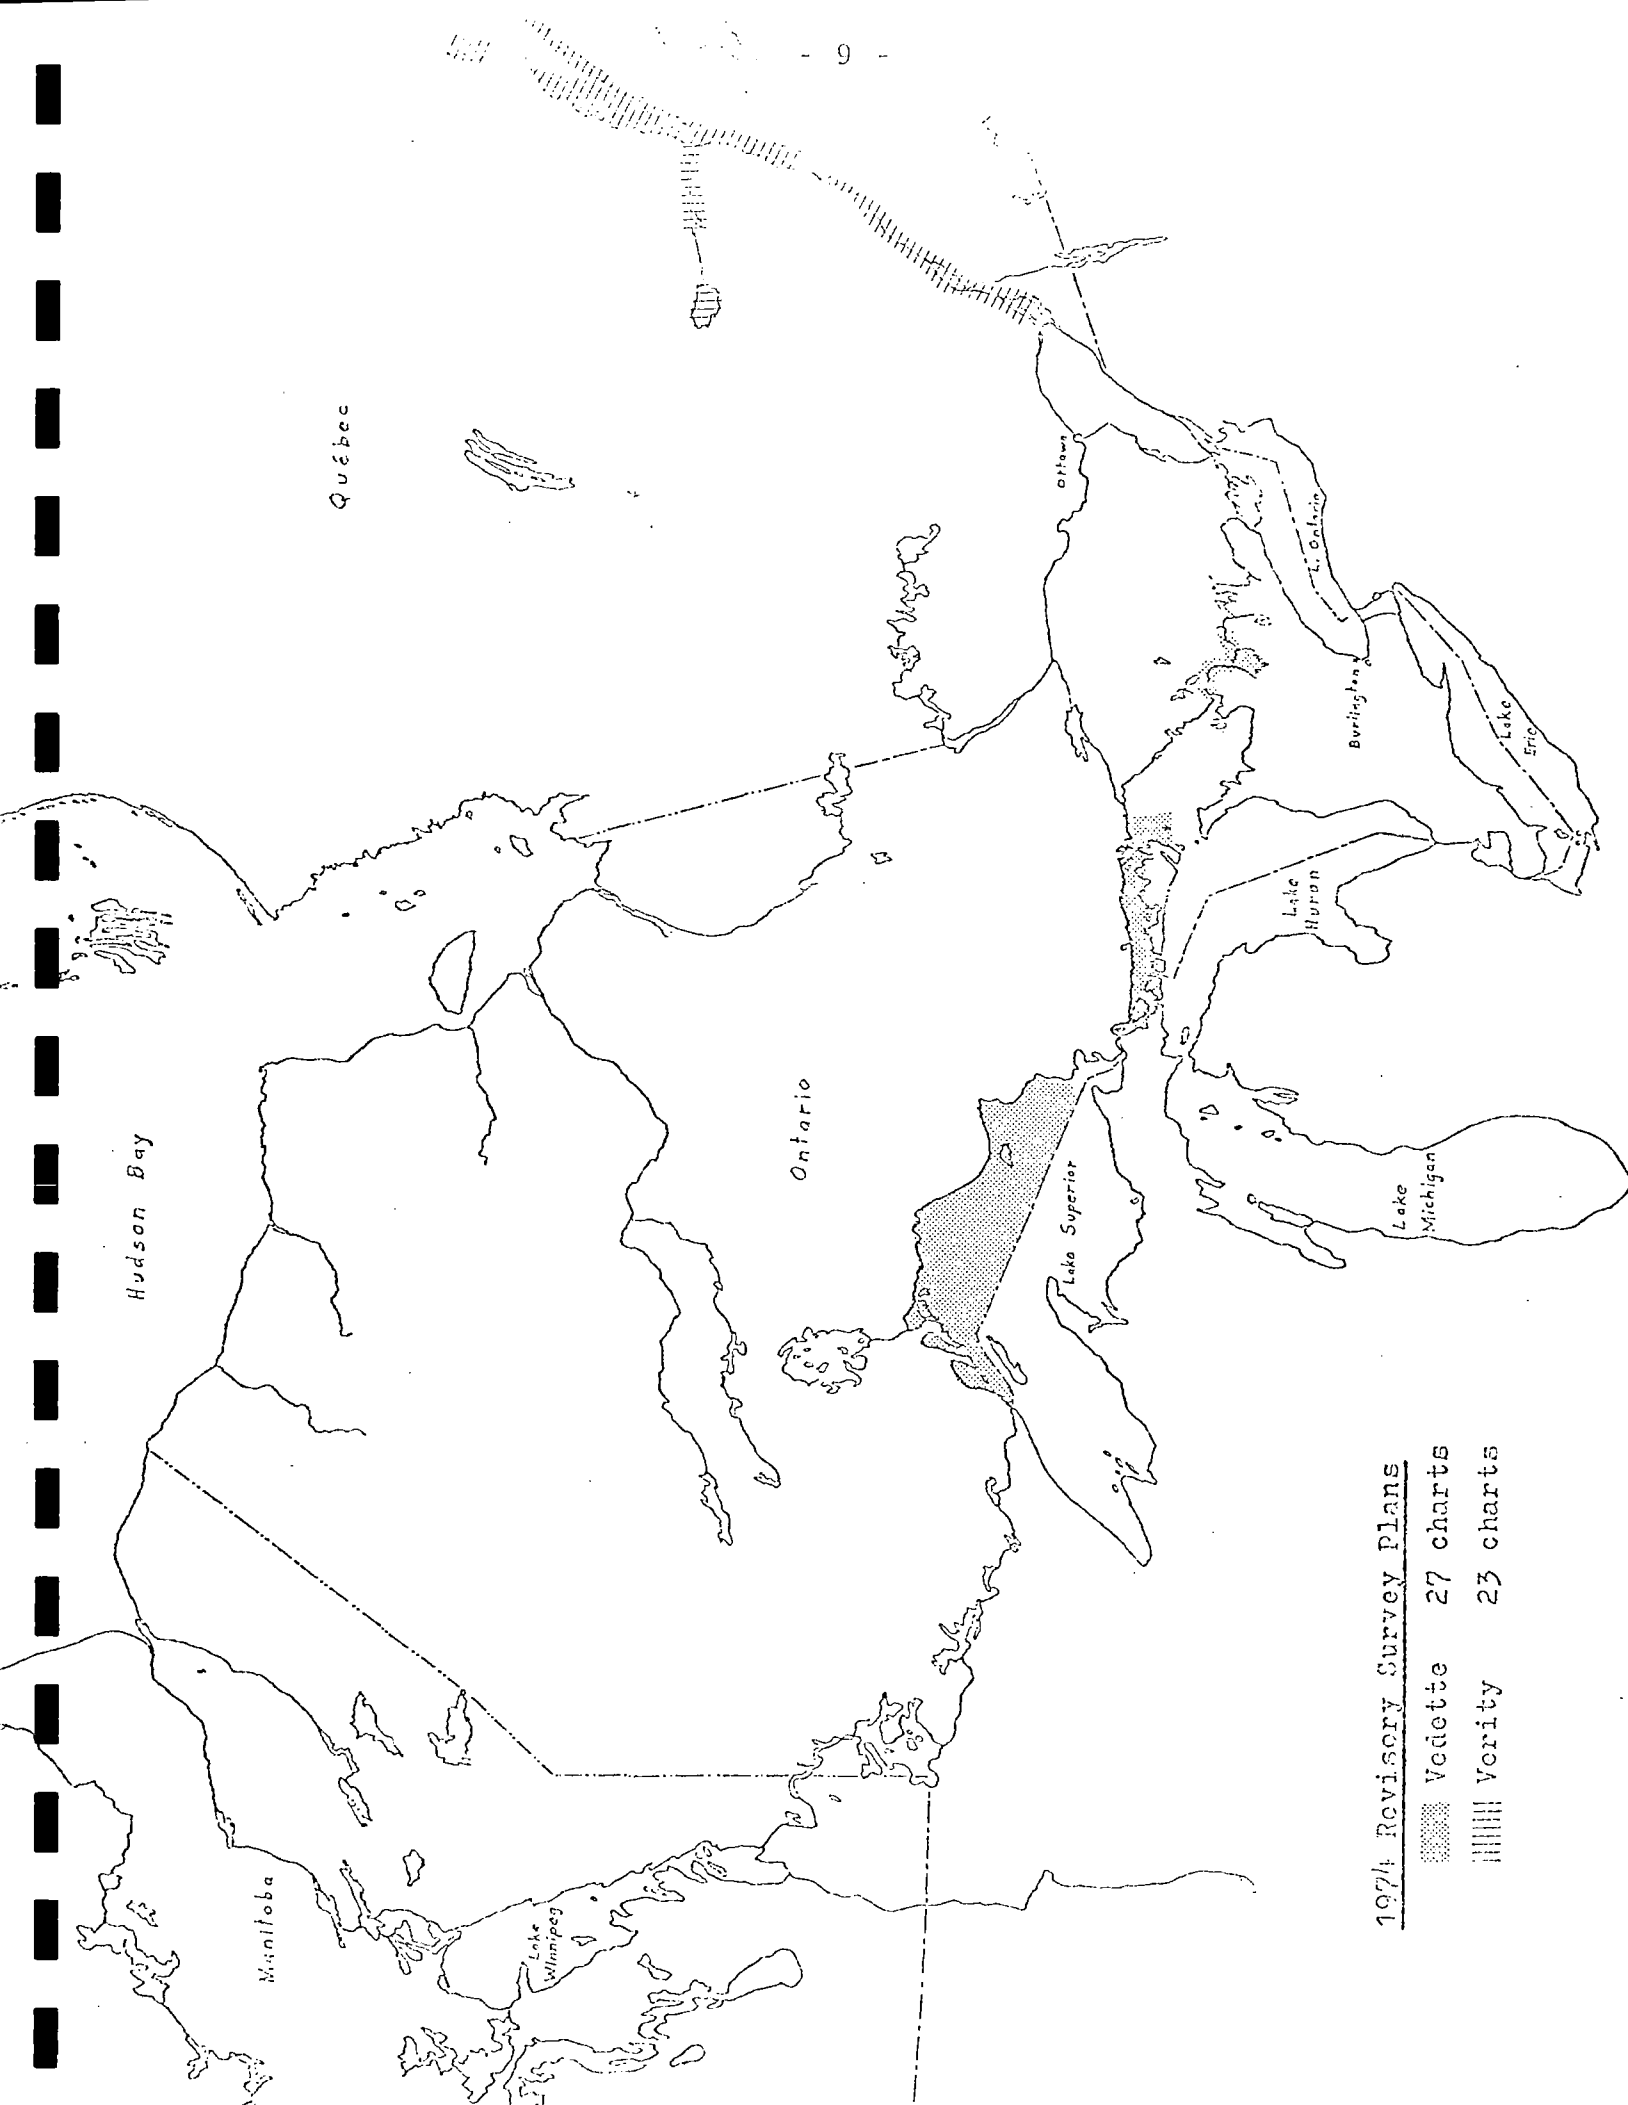 - 9 -
Québec
Hudson Bay
Ontario
Manitoba
Ottawa
L. Ontario
Burlington
Lake
Erie
Lake
Huron
Lake Superior
Lake
Michigan
Lake
Winnipeg
1974 Revisory Survey Plans
Vedette 27 charts
Verity 23 charts